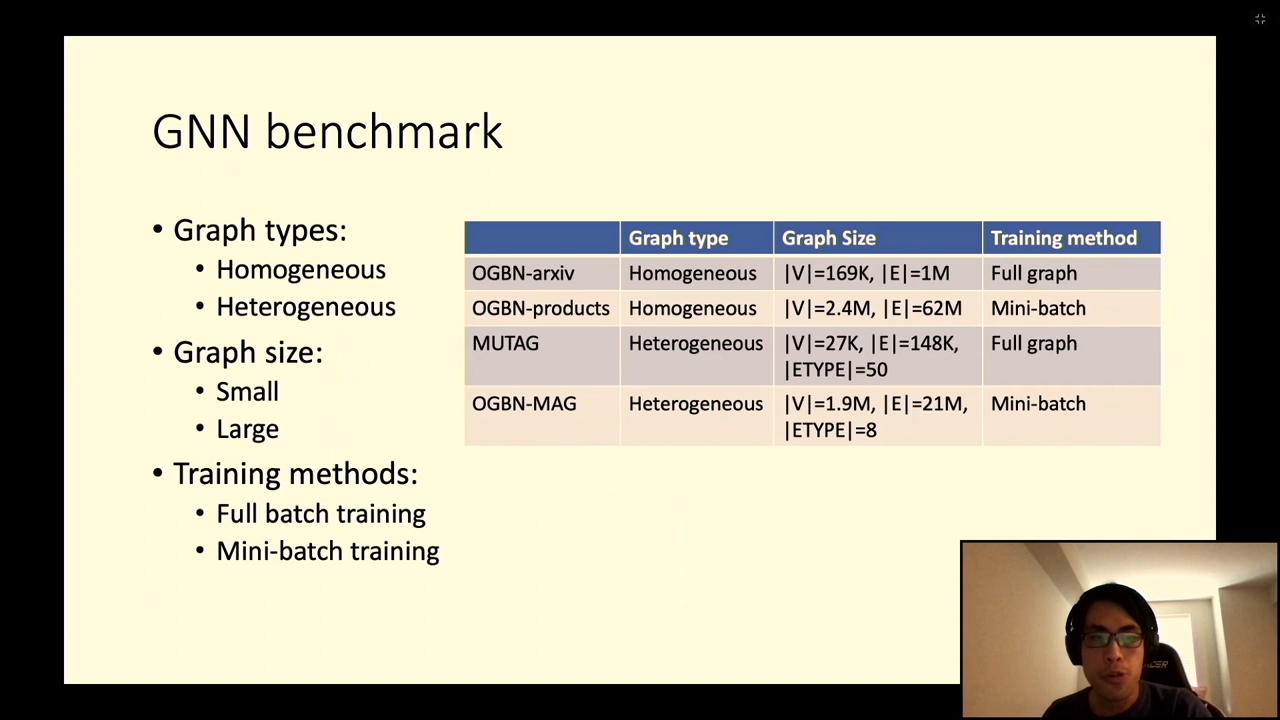 GNN benchmark
• Graph types:
• Homogeneous
• Heterogeneous
• Graph size:
• Small
• Large
• Training methods:
• Full batch training
• Mini-batch training
Graph type Graph Size Training method
OGBN-arxiv Homogeneous |V|=169K, |E|=1M Full graph
OGBN-products Homogeneous |V|=2.4M, |E|=62M Mini-batch
MUTAG Heterogeneous |V|=27K, |E|=148K, Full graph
|ETYPE|=50
OGBN-MAG Heterogeneous |V|=1.9M, |E|=21M, Mini-batch
|ETYPE|=8